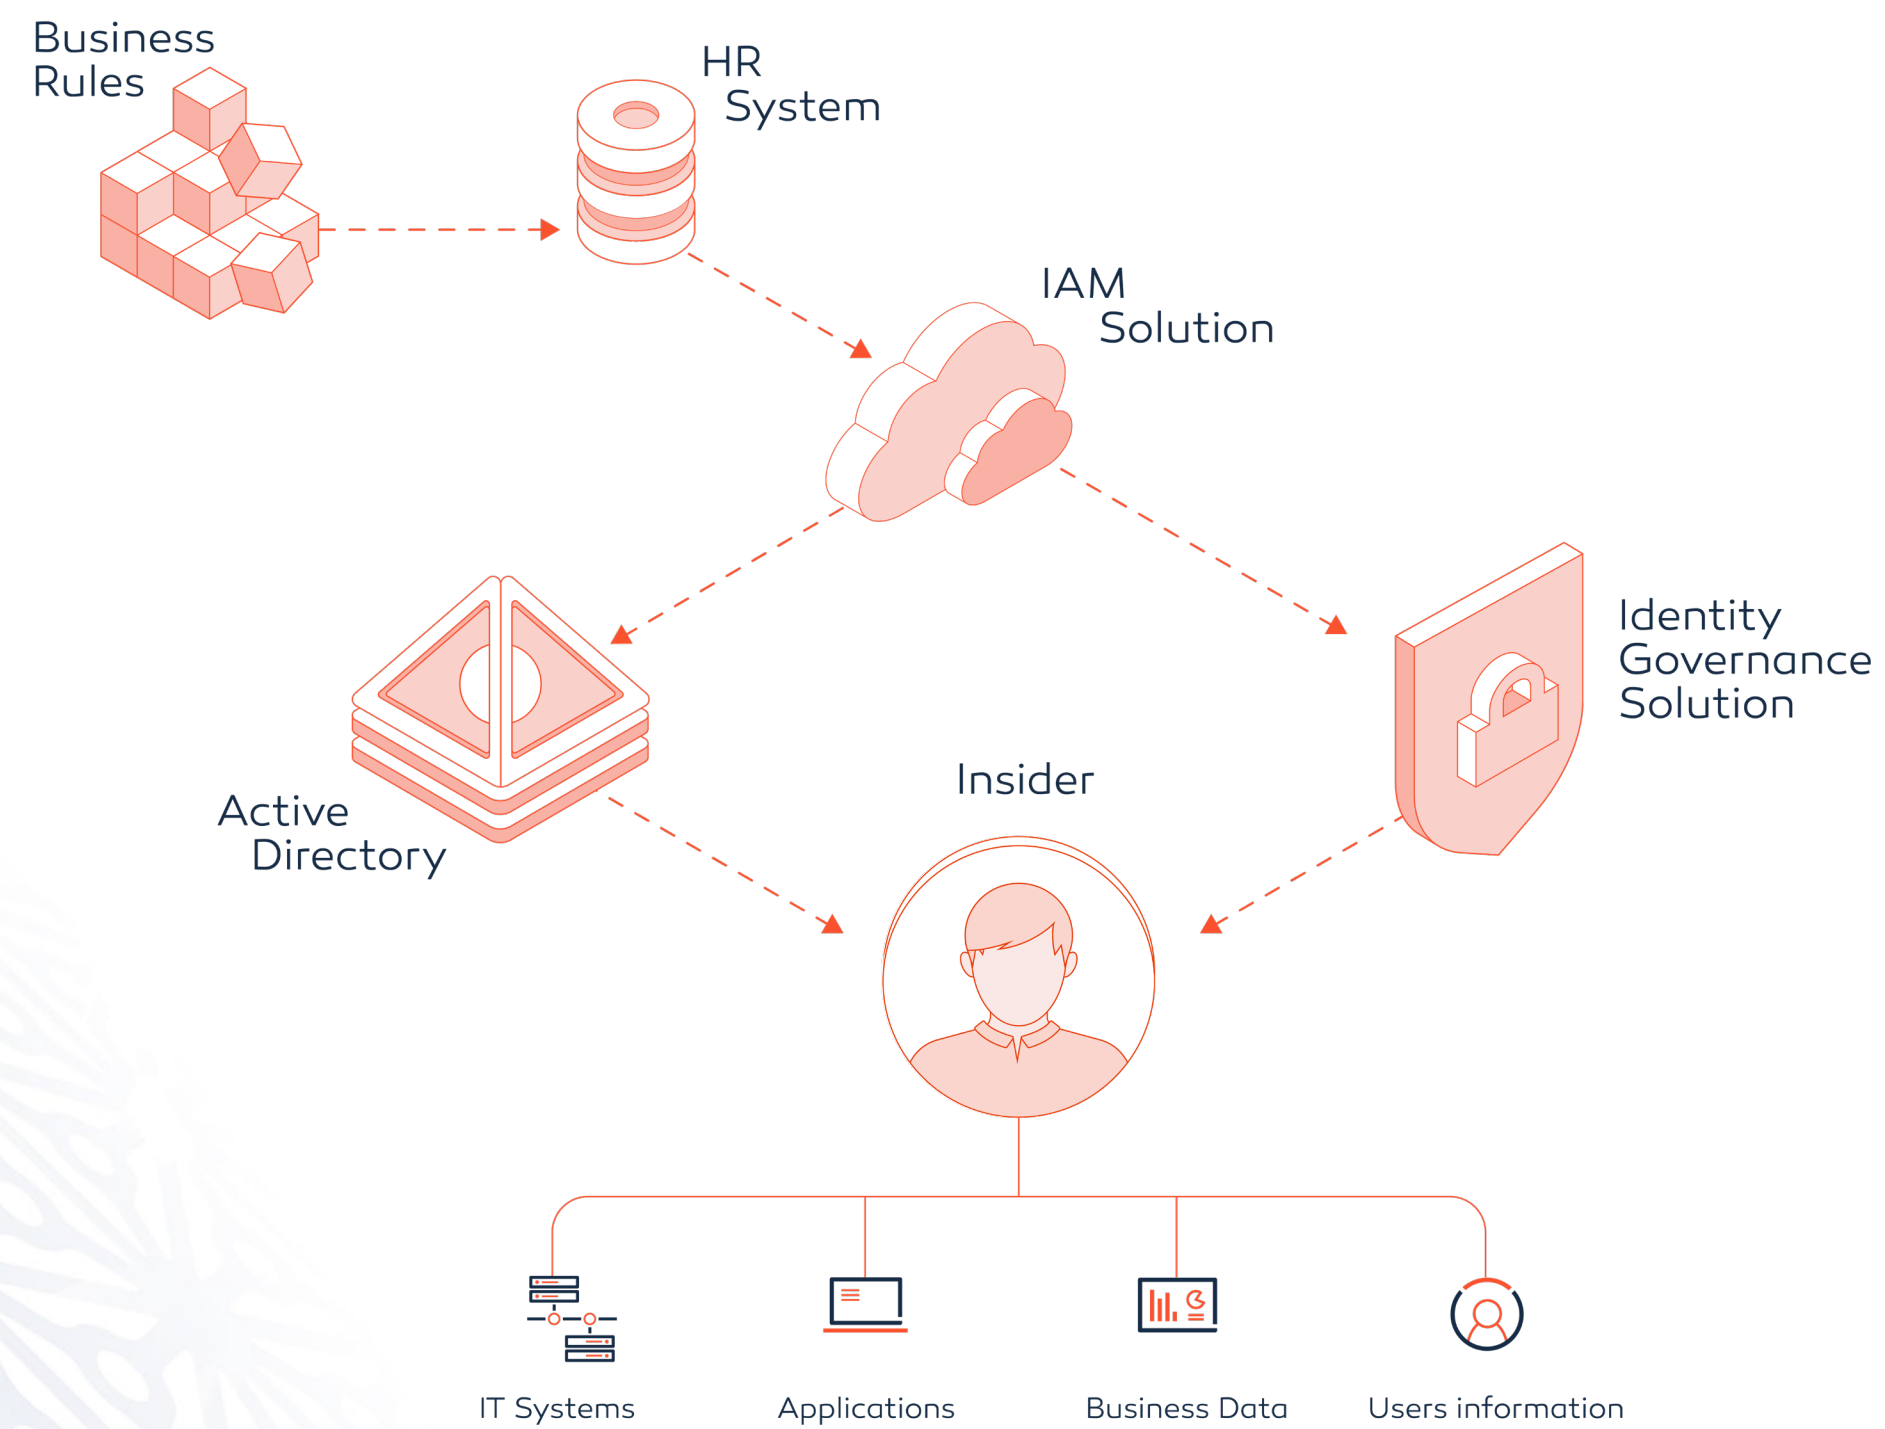 Business
Rules
HR
System
IAM
Solution
Identity
Governance
Solution
Active
Directory
Insider
IT Systems
Applications
Business Data
Users information